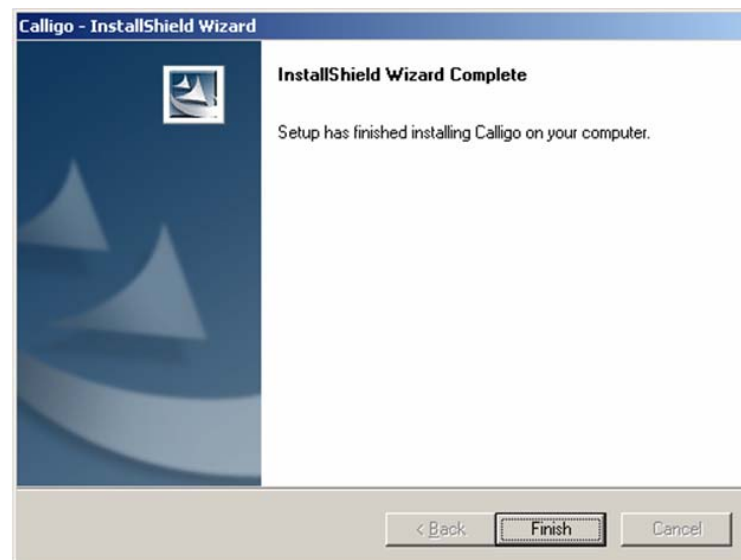 Calligo - InstallShield Wizard
InstallShield Wizard Complete
Setup has finished installing Calligo on your computer.
< Back Finish Cancel